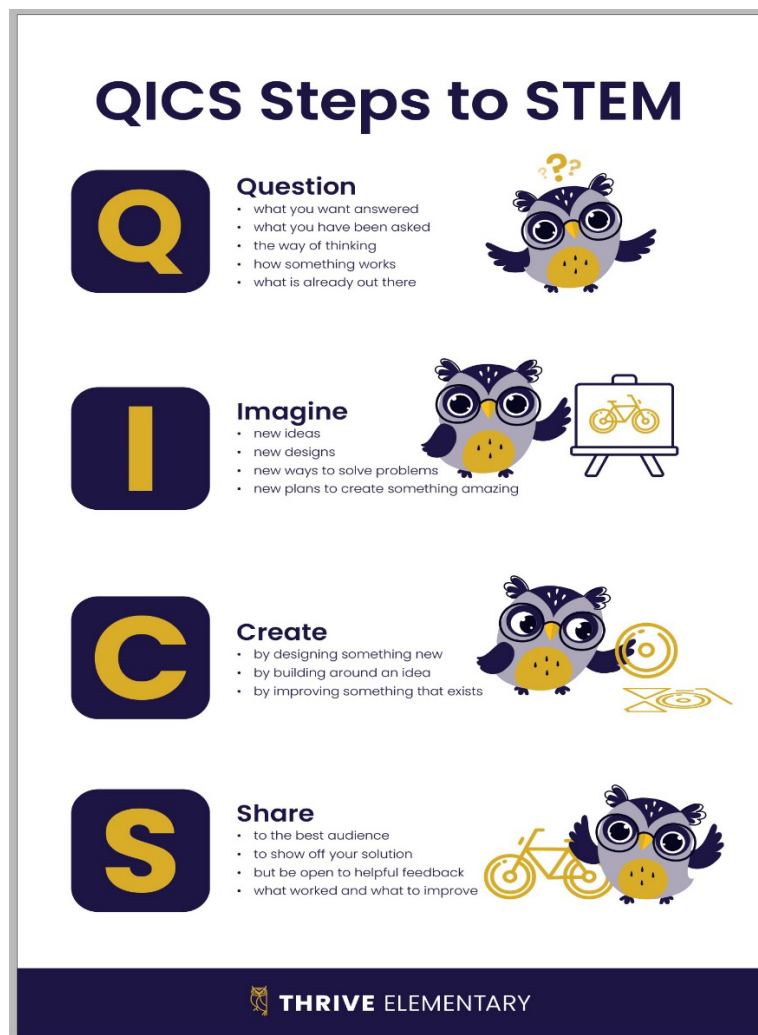 QICS Steps to STEM
Q
Question
• what you want answered
• what you have been asked
• the way of thinking
• how something works
• what is already out there
???
I
Imagine
• new ideas
• new designs
• new ways to solve problems
• new plans to create something amazing
C
Create
• by designing something new
• by building around an idea
• by improving something that exists
S
Share
• to the best audience
• to show off your solution
• but be open to helpful feedback
• what worked and what to improve
THRIVE ELEMENTARY